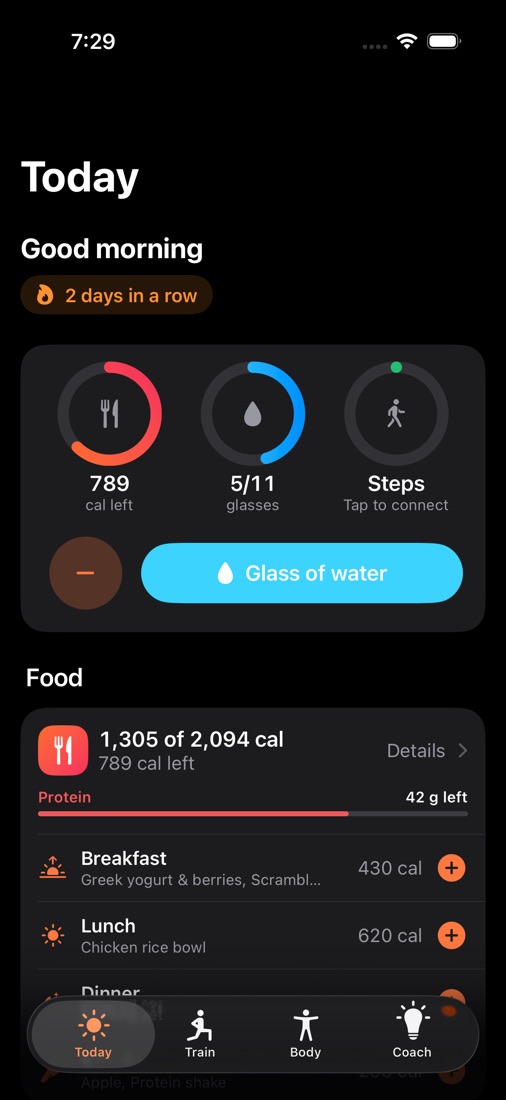 7:29
Today
Good morning
2 days in a row
789
cal left
5/11
glasses
Steps
Tap to connect
Glass of water
Food
1,305 of 2,094 cal
789 cal left
Details
Protein
42 g left
Breakfast
Greek yogurt & berries, Scrambl...
430 cal
Lunch
Chicken rice bowl
620 cal
Dinner
Apple, Protein shake
Today
Train
Body
Coach